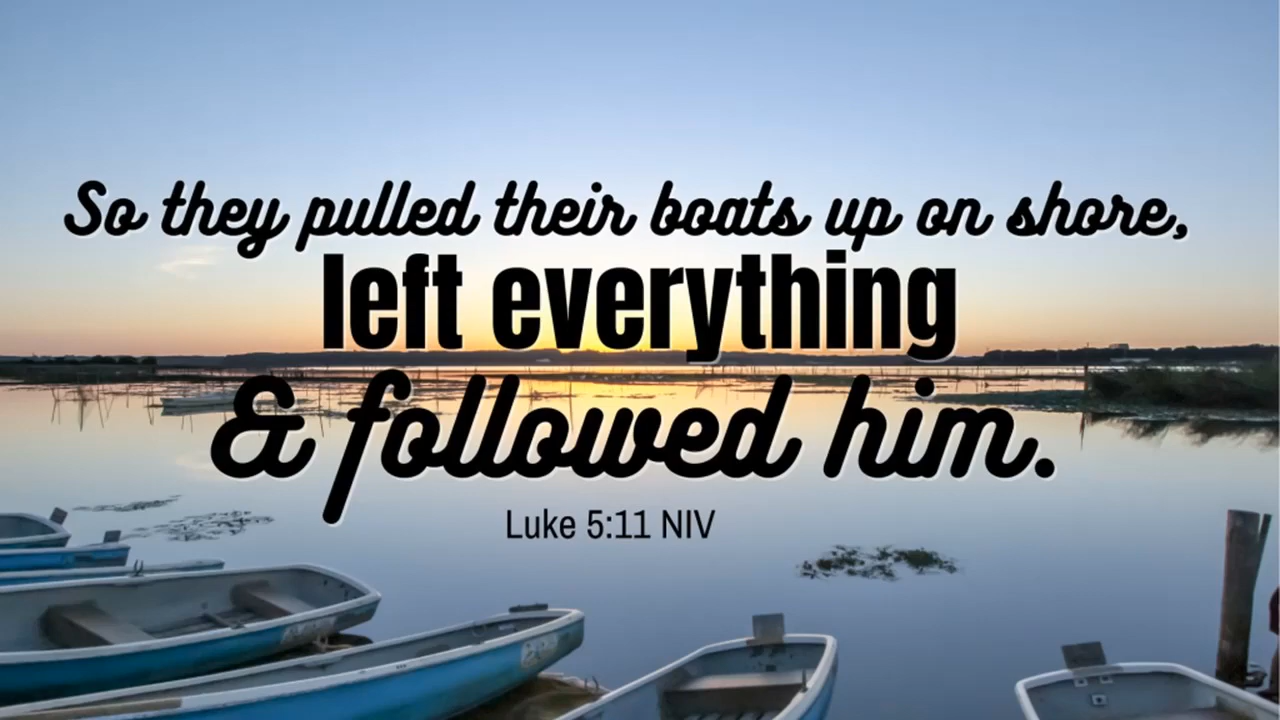 So they pulled their boats up on shore,
left everything
& followed him.
Luke 5:11 NIV